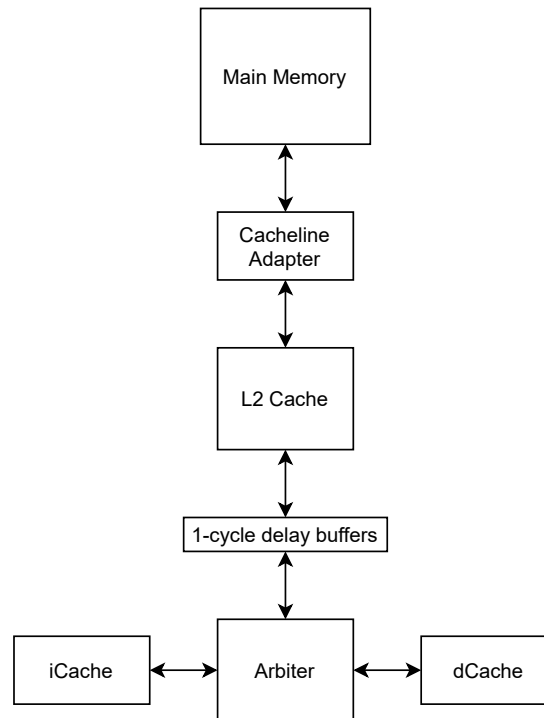 Main Memory
Cacheline
Adapter
L2 Cache
1-cycle delay buffers
iCache
Arbiter
dCache